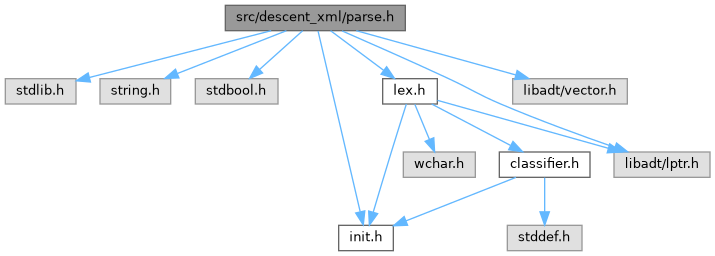 src/descent_xml/parse.h
stdlib.h
string.h
stdbool.h
lex.h
libadt/vector.h
wchar.h
classifier.h
libadt/lptr.h
init.h
stddef.h